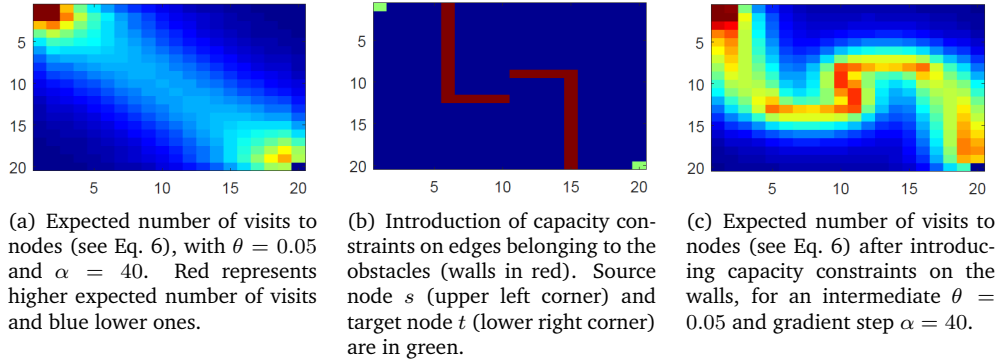 5
10
15
20
5
10
15
20
5
10
15
20
5
10
15
20
5
10
15
20
5
10
15
20
(a) Expected number of visits to
nodes (see Eq. 6), with θ = 0.05
and α = 40. Red represents
higher expected number of visits
and blue lower ones.
(b) Introduction of capacity con-
straints on edges belonging to the
obstacles (walls in red). Source
node s (upper left corner) and
target node t (lower right corner)
are in green.
(c) Expected number of visits to
nodes (see Eq. 6) after introduc-
ing capacity constraints on the
walls, for an intermediate θ =
0.05 and gradient step α = 40.